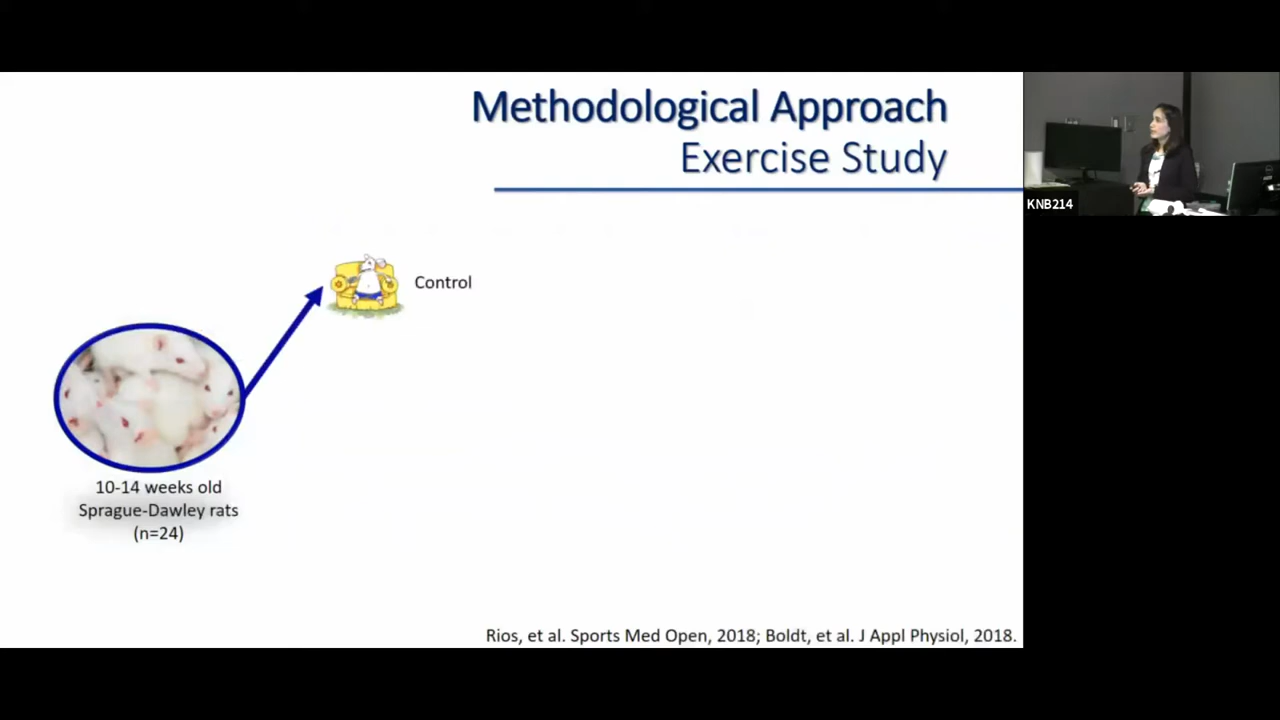 Methodological Approach
Exercise Study
KNB214
Control
10-14 weeks old
Sprague-Dawley rats
(n=24)
Rios, et al. Sports Med Open, 2018; Boldt, et al. J Appl Physiol, 2018.